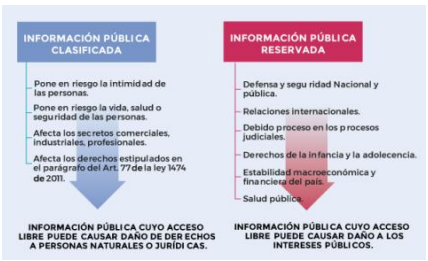 INFORMACIÓN PÚBLICA
CLASIFICADA
Pone en riesgo la intimidad de
las personas.
Pone en riesgo la vida, salud o
seguridad de las personas.
Afecta los secretos comerciales,
industriales, profesionales.
Afecta los derechos estipulados en
el parágrafo del Art. 77de la ley 1474
de 2011.
INFORMACIÓN PÚBLICA CUYO ACCESO
LIBRE PUEDE CAUSAR DAÑO DE DERECHOS
A PERSONAS NATURALES O JURÍDICAS.
INFORMACIÓN PÚBLICA
RESERVADA
Defensa y seguridad Nacional y
pública.
Relaciones internacionales.
Debido proceso en los procesos
judiciales.
Derechos de la infancia y la adolecencia.
Estabilidad macroeconómica y
financiera del país.
Salud pública.
INFORMACIÓN PÚBLICA CUYO ACCESO
LIBRE PUEDE CAUSAR DAÑO A LOS
INTERESES PÚBLICOS.